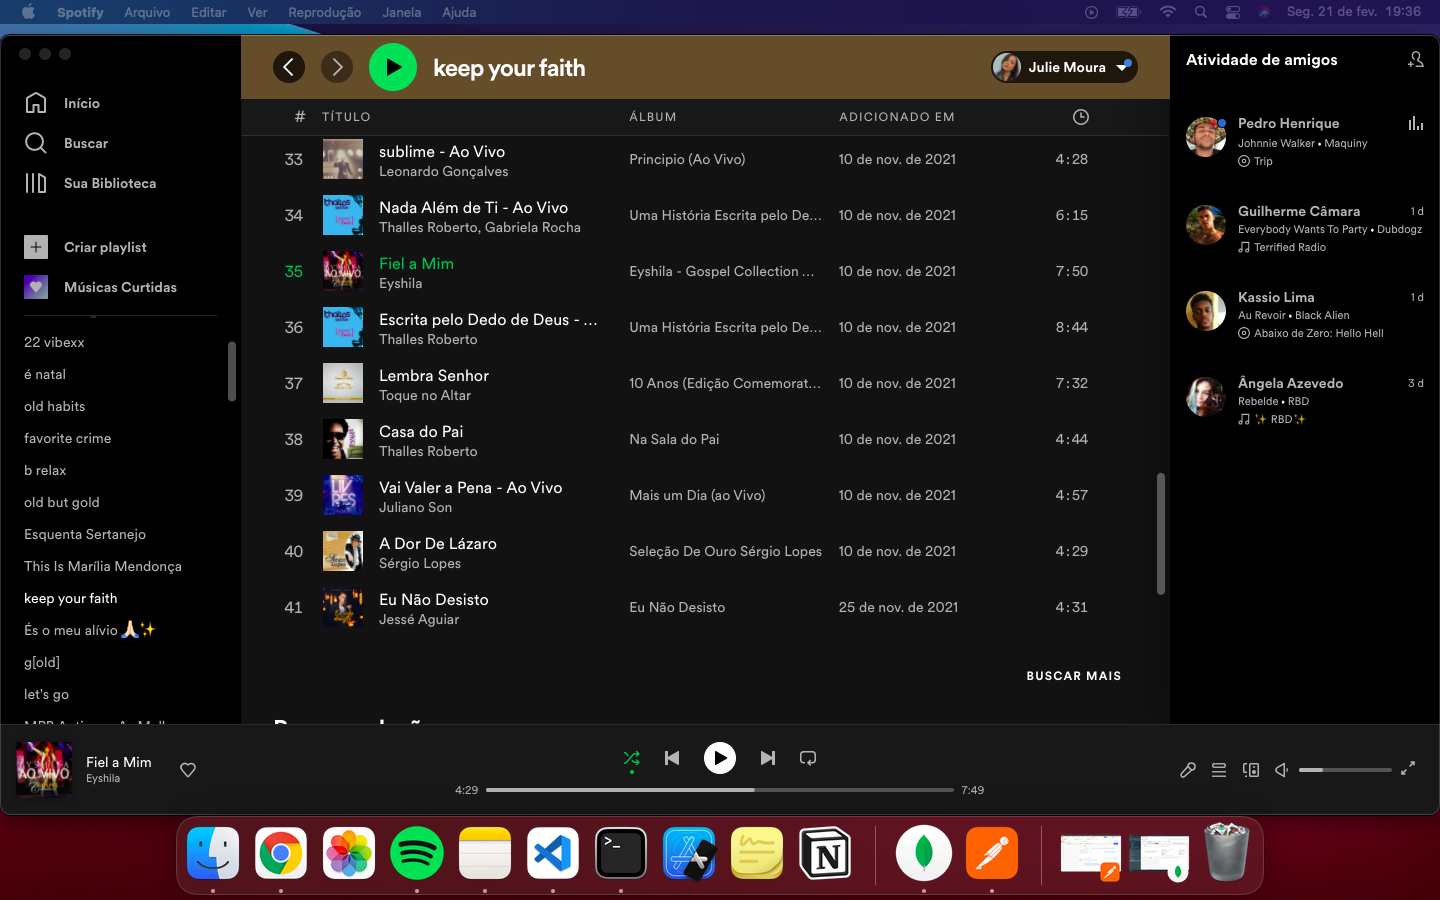 Spotify Arquivo Editar Ver Reprodução Janela Ajuda Seg. 21 de fev. 19:36
Início
Buscar
Sua Biblioteca
Criar playlist
Músicas Curtidas
22 vibexx
é natal
old habits
favorite crime
b relax
old but gold
Esquenta Sertanejo
This Is Marília Mendonça
keep your faith
És o meu alívio 🙏🏻✨
g[old]
let's go
keep your faith
Julie Moura
# TÍTULO ÁLBUM ADICIONADO EM
33 sublime - Ao Vivo Principio (Ao Vivo) 10 de nov. de 2021 4:28
Leonardo Gonçalves
34 Nada Além de Ti - Ao Vivo Uma História Escrita pelo De... 10 de nov. de 2021 6:15
Thalles Roberto, Gabriela Rocha
35 Fiel a Mim Eyshila - Gospel Collection ... 10 de nov. de 2021 7:50
Eyshila
36 Escrita pelo Dedo de Deus - ... Uma História Escrita pelo De... 10 de nov. de 2021 8:44
Thalles Roberto
37 Lembra Senhor 10 Anos (Edição Comemorat... 10 de nov. de 2021 7:32
Toque no Altar
38 Casa do Pai Na Sala do Pai 10 de nov. de 2021 4:44
Thalles Roberto
39 Vai Valer a Pena - Ao Vivo Mais um Dia (ao Vivo) 10 de nov. de 2021 4:57
Juliano Son
40 A Dor De Lázaro Seleção De Ouro Sérgio Lopes 10 de nov. de 2021 4:29
Sérgio Lopes
41 Eu Não Desisto Eu Não Desisto 25 de nov. de 2021 4:31
Jessé Aguiar
BUSCAR MAIS
Atividade de amigos
Pedro Henrique
Johnnie Walker • Maquiny
Trip
Guilherme Câmara 1 d
Everybody Wants To Party • Dubdogz
Terrified Radio
Kassio Lima 1 d
Au Revoir • Black Alien
Abaixo de Zero: Hello Hell
Ângela Azevedo 3 d
Rebelde • RBD
✨ RBD✨
Fiel a Mim
Eyshila
4:29 7:49